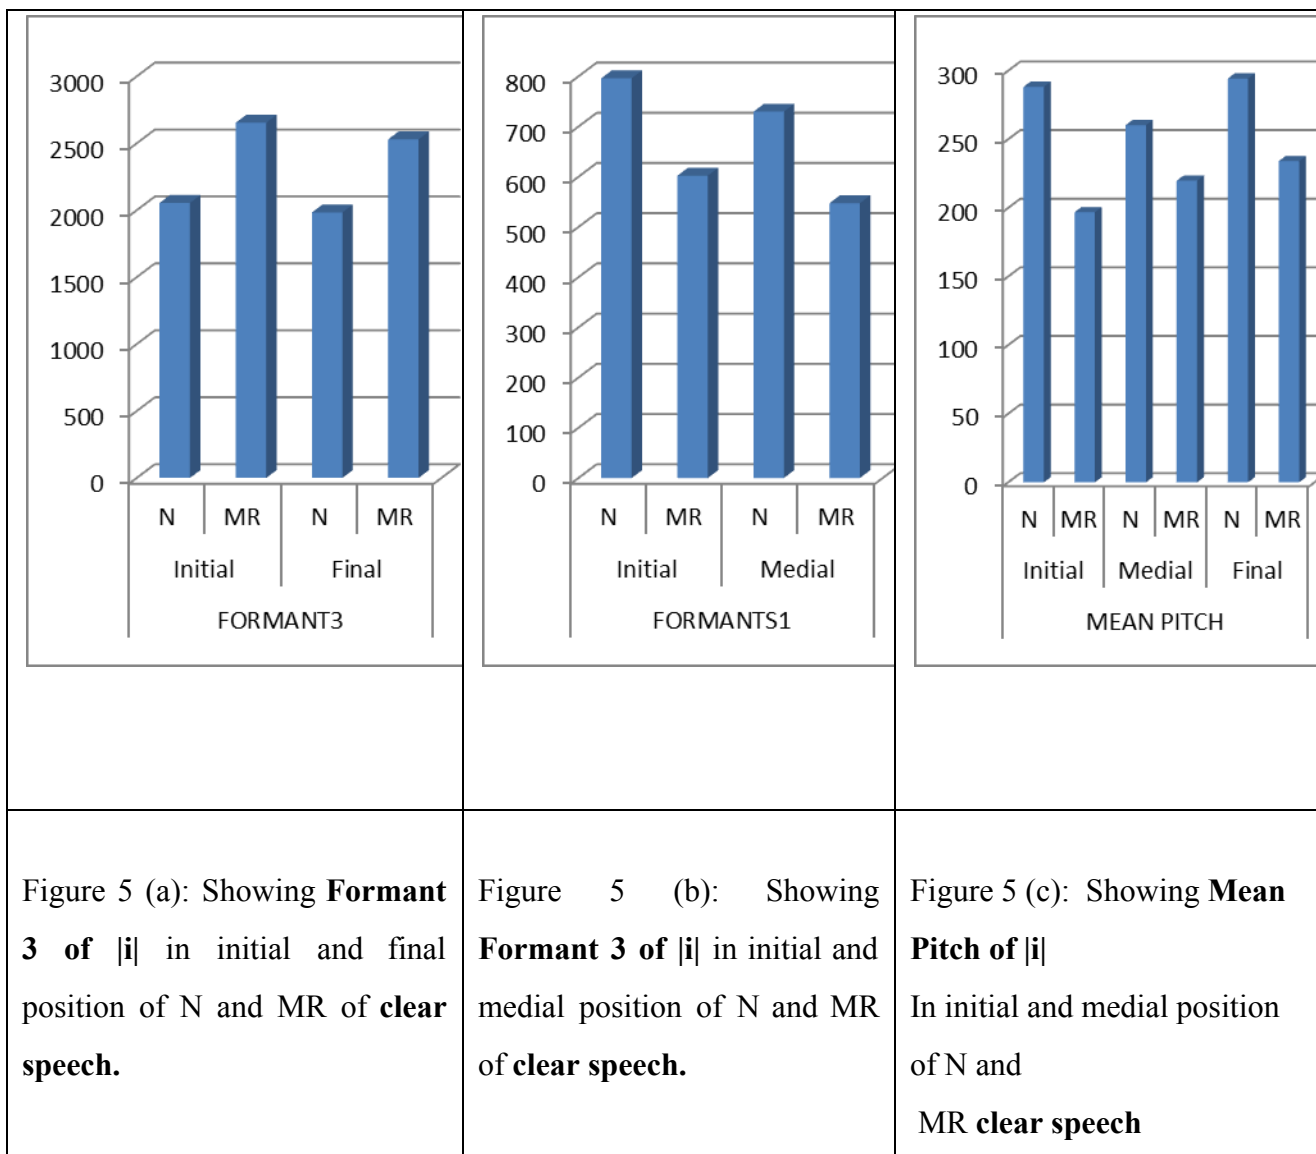 3000
2500
2000
1500
1000
500
0
N MR N MR
Initial Final
FORMANT3
800
700
600
500
400
300
200
100
0
N MR N MR
Initial Medial
FORMANTS1
300
250
200
150
100
50
0
N MR N MR N MR
Initial Medial Final
MEAN PITCH
Figure 5 (a): Showing Formant
3 of |i| in initial and final
position of N and MR of clear
speech.
Figure 5 (b): Showing
Formant 3 of |i| in initial and
medial position of N and MR
of clear speech.
Figure 5 (c): Showing Mean
Pitch of |i|
In initial and medial position
of N and
MR clear speech